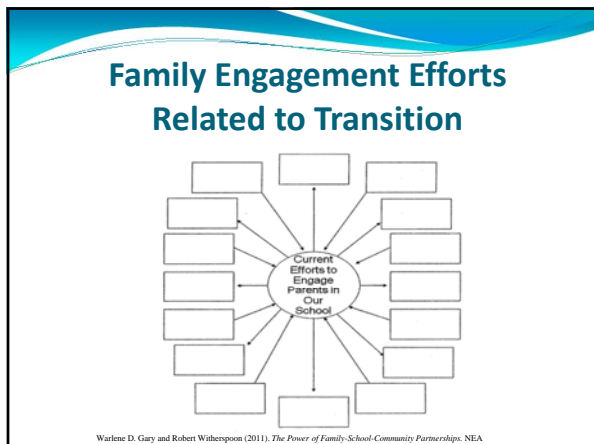 Family Engagement Efforts
Related to Transition
Current
Efforts to
Engage
Parents in
Our
School
Warlene D. Gary and Robert Witherspoon (2011). The Power of Family-School-Community Partnerships. NEA